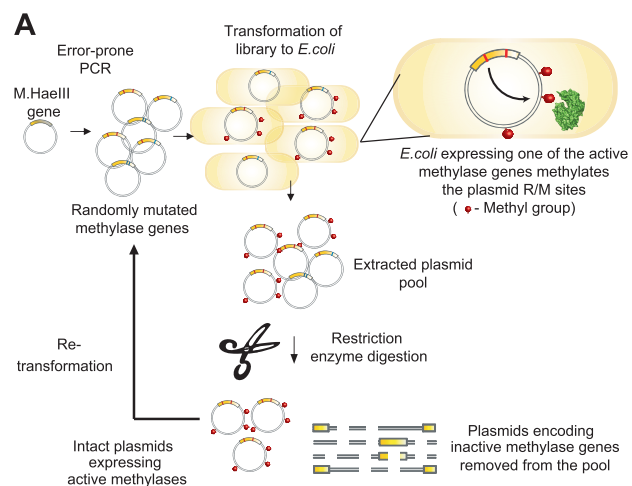 A
Error-prone
PCR
M.HaeIII
gene
Randomly mutated
methylase genes
Transformation of
library to E.coli
E.coli expressing one of the active
methylase genes methylates
the plasmid R/M sites
( - Methyl group)
Extracted plasmid
pool
Restriction
enzyme digestion
Re-
transformation
Intact plasmids
expressing
active methylases
Plasmids encoding
inactive methylase genes
removed from the pool